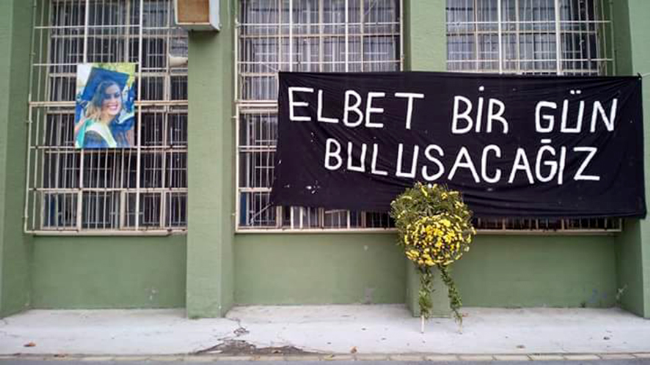 ELBET BİR GÜN
BULUŞACAĞIZ